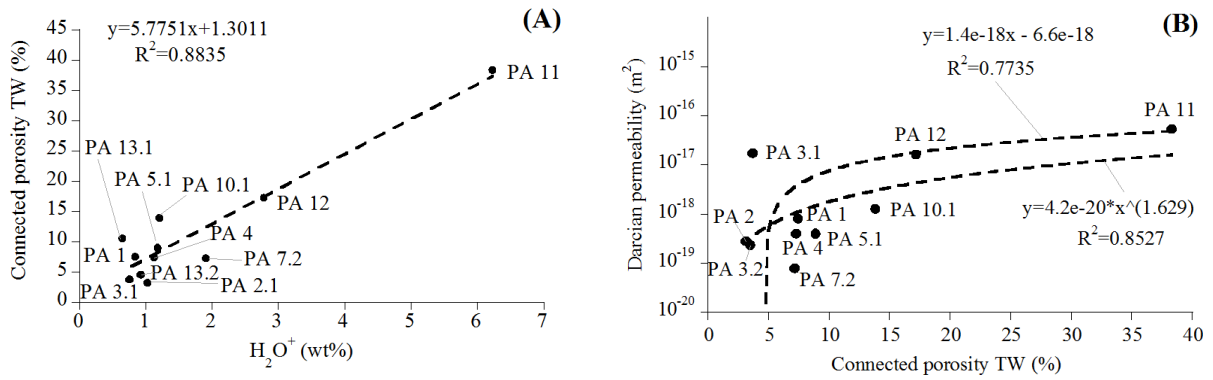 (A)
y=5.7751x+1.3011
R²=0.8835
Connected porosity TW (%)
45
40
35
30
25
20
15
10
5
0
PA 11
PA 13.1
PA 5.1
PA 10.1
PA 12
PA 1
PA 4
PA 7.2
PA 13.2
PA 3.1
PA 2.1
0 1 2 3 4 5 6 7
H₂O⁺ (wt%)
(B)
y=1.4e-18x - 6.6e-18
R²=0.7735
Darcian permeability (m²)
10⁻¹⁵
10⁻¹⁶
10⁻¹⁷
10⁻¹⁸
10⁻¹⁹
10⁻²⁰
PA 11
PA 12
PA 3.1
PA 2
PA 1
PA 10.1
y=4.2e-20*x^(1.629)
R²=0.8527
PA 4
PA 5.1
PA 3.2
PA 7.2
0 5 10 15 20 25 30 35 40
Connected porosity TW (%)